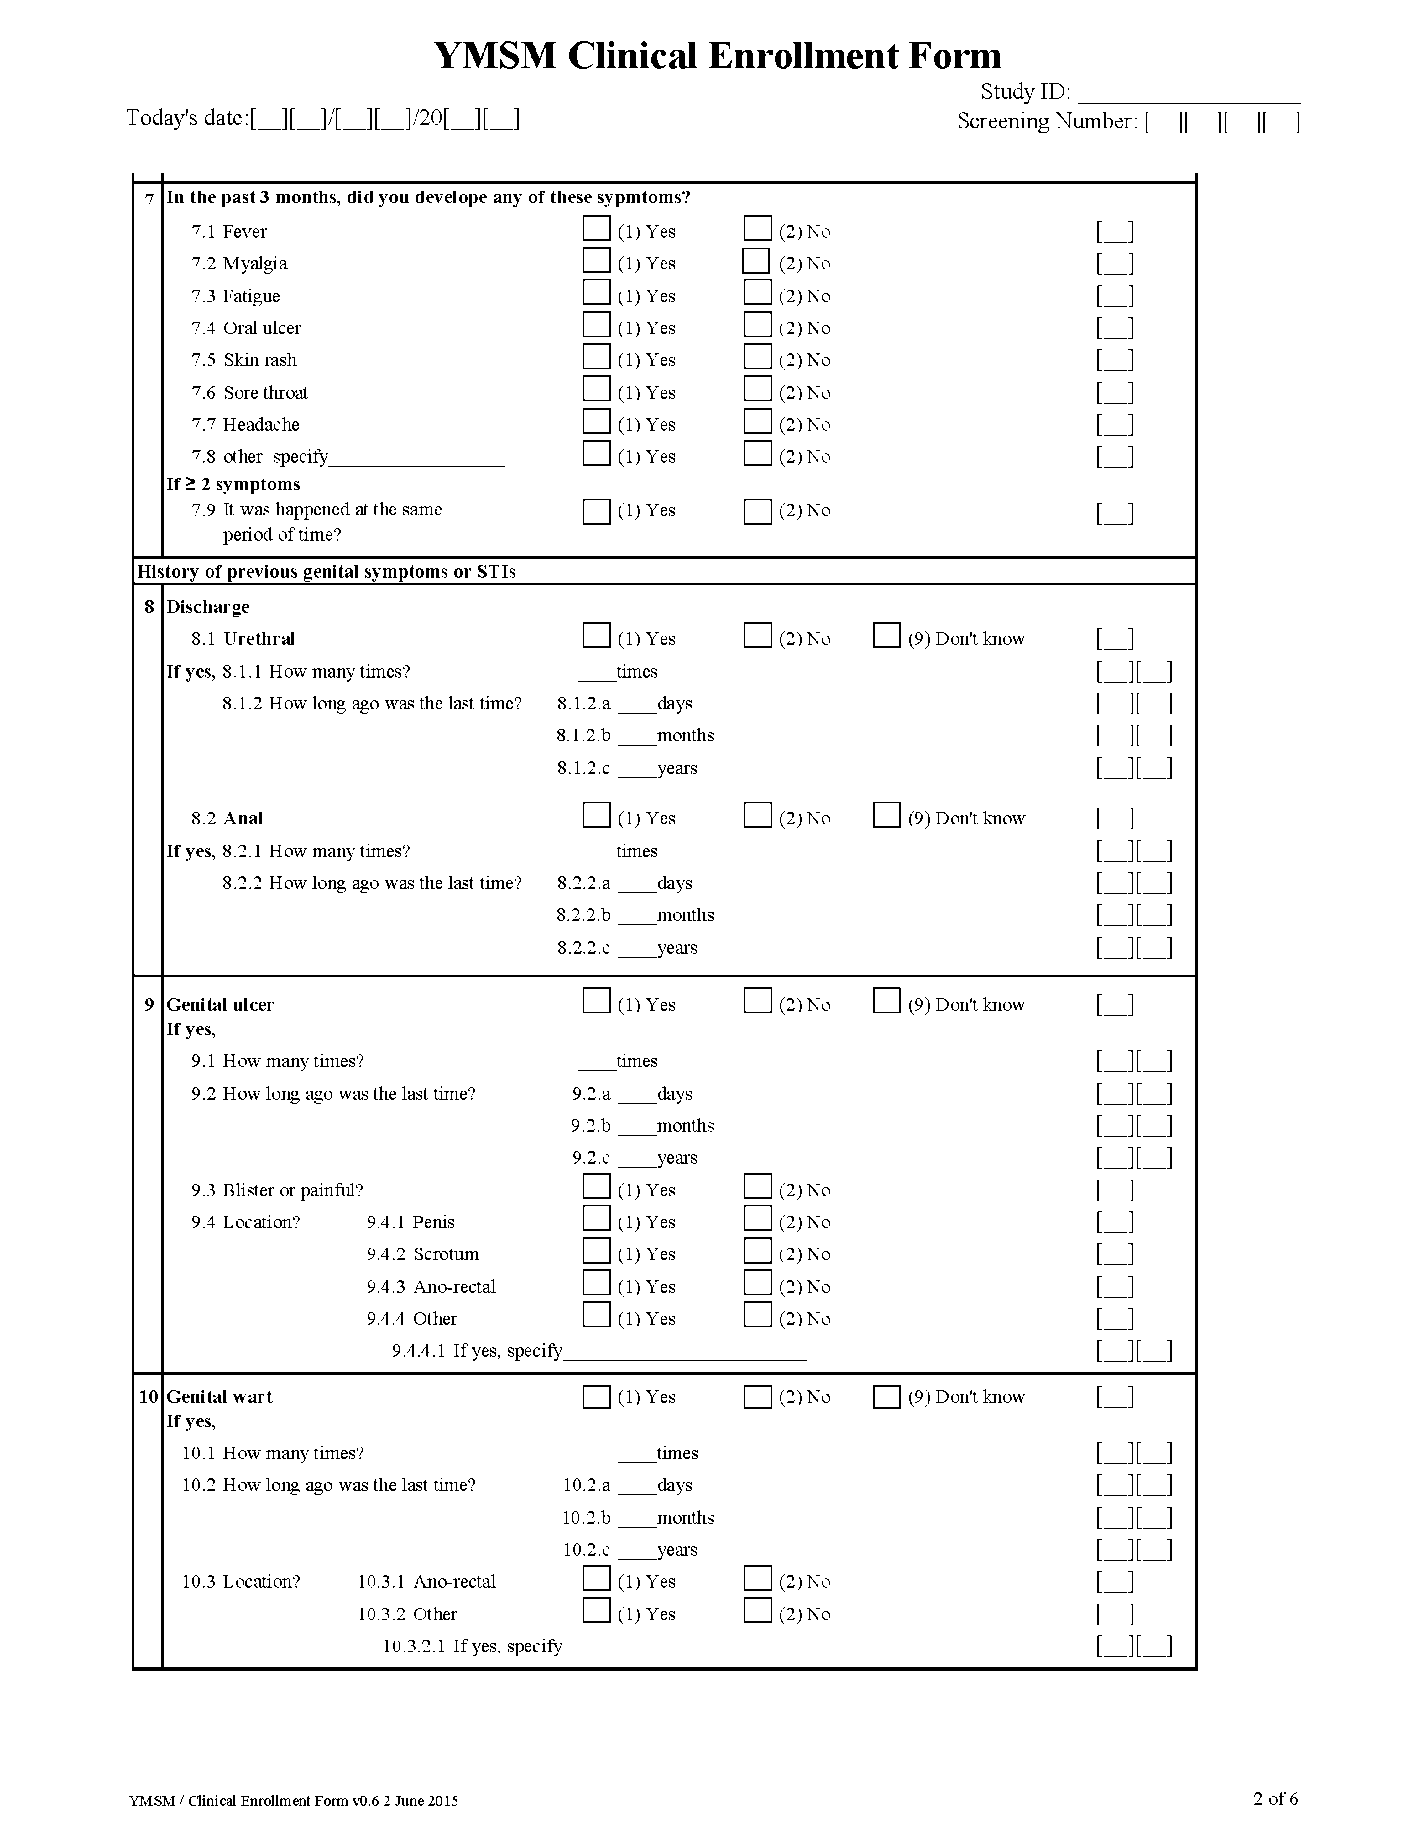 YMSM Clinical Enrollment Form
Study ID: ____________________
Today's date:[__][__]/[__][__]/20[__][__]
Screening Number: [ ][ ][ ][ ]
7 In the past 3 months, did you develope any of these sypmtoms?
7.1 Fever (1) Yes (2) No [__]
7.2 Myalgia (1) Yes (2) No [__]
7.3 Fatigue (1) Yes (2) No [__]
7.4 Oral ulcer (1) Yes (2) No [__]
7.5 Skin rash (1) Yes (2) No [__]
7.6 Sore throat (1) Yes (2) No [__]
7.7 Headache (1) Yes (2) No [__]
7.8 other specify__________________ (1) Yes (2) No [__]
If ≥ 2 symptoms
7.9 It was happened at the same (1) Yes (2) No [__]
period of time?
History of previous genital symptoms or STIs
8 Discharge
8.1 Urethral (1) Yes (2) No (9) Don't know [__]
If yes, 8.1.1 How many times? ____times [__][__]
8.1.2 How long ago was the last time? 8.1.2.a ____days [ ][ ]
8.1.2.b ____months [ ][ ]
8.1.2.c ____years [__][__]
8.2 Anal (1) Yes (2) No (9) Don't know [ ]
If yes, 8.2.1 How many times? times [__][__]
8.2.2 How long ago was the last time? 8.2.2.a ____days [__][__]
8.2.2.b ____months [__][__]
8.2.2.c ____years [__][__]
9 Genital ulcer (1) Yes (2) No (9) Don't know [__]
If yes,
9.1 How many times? ____times [__][__]
9.2 How long ago was the last time? 9.2.a ____days [__][__]
9.2.b ____months [__][__]
9.2.c ____years [__][__]
9.3 Blister or painful? (1) Yes (2) No [ ]
9.4 Location? 9.4.1 Penis (1) Yes (2) No [__]
9.4.2 Scrotum (1) Yes (2) No [__]
9.4.3 Ano-rectal (1) Yes (2) No [__]
9.4.4 Other (1) Yes (2) No [__]
9.4.4.1 If yes, specify_________________________ [__][__]
10 Genital wart (1) Yes (2) No (9) Don't know [__]
If yes,
10.1 How many times? ____times [__][__]
10.2 How long ago was the last time? 10.2.a ____days [__][__]
10.2.b ____months [__][__]
10.2.c ____years [__][__]
10.3 Location? 10.3.1 Ano-rectal (1) Yes (2) No [__]
10.3.2 Other (1) Yes (2) No [ ]
10.3.2.1 If yes, specify [__][__]
YMSM / Clinical Enrollment Form v0.6 2 June 2015
2 of 6